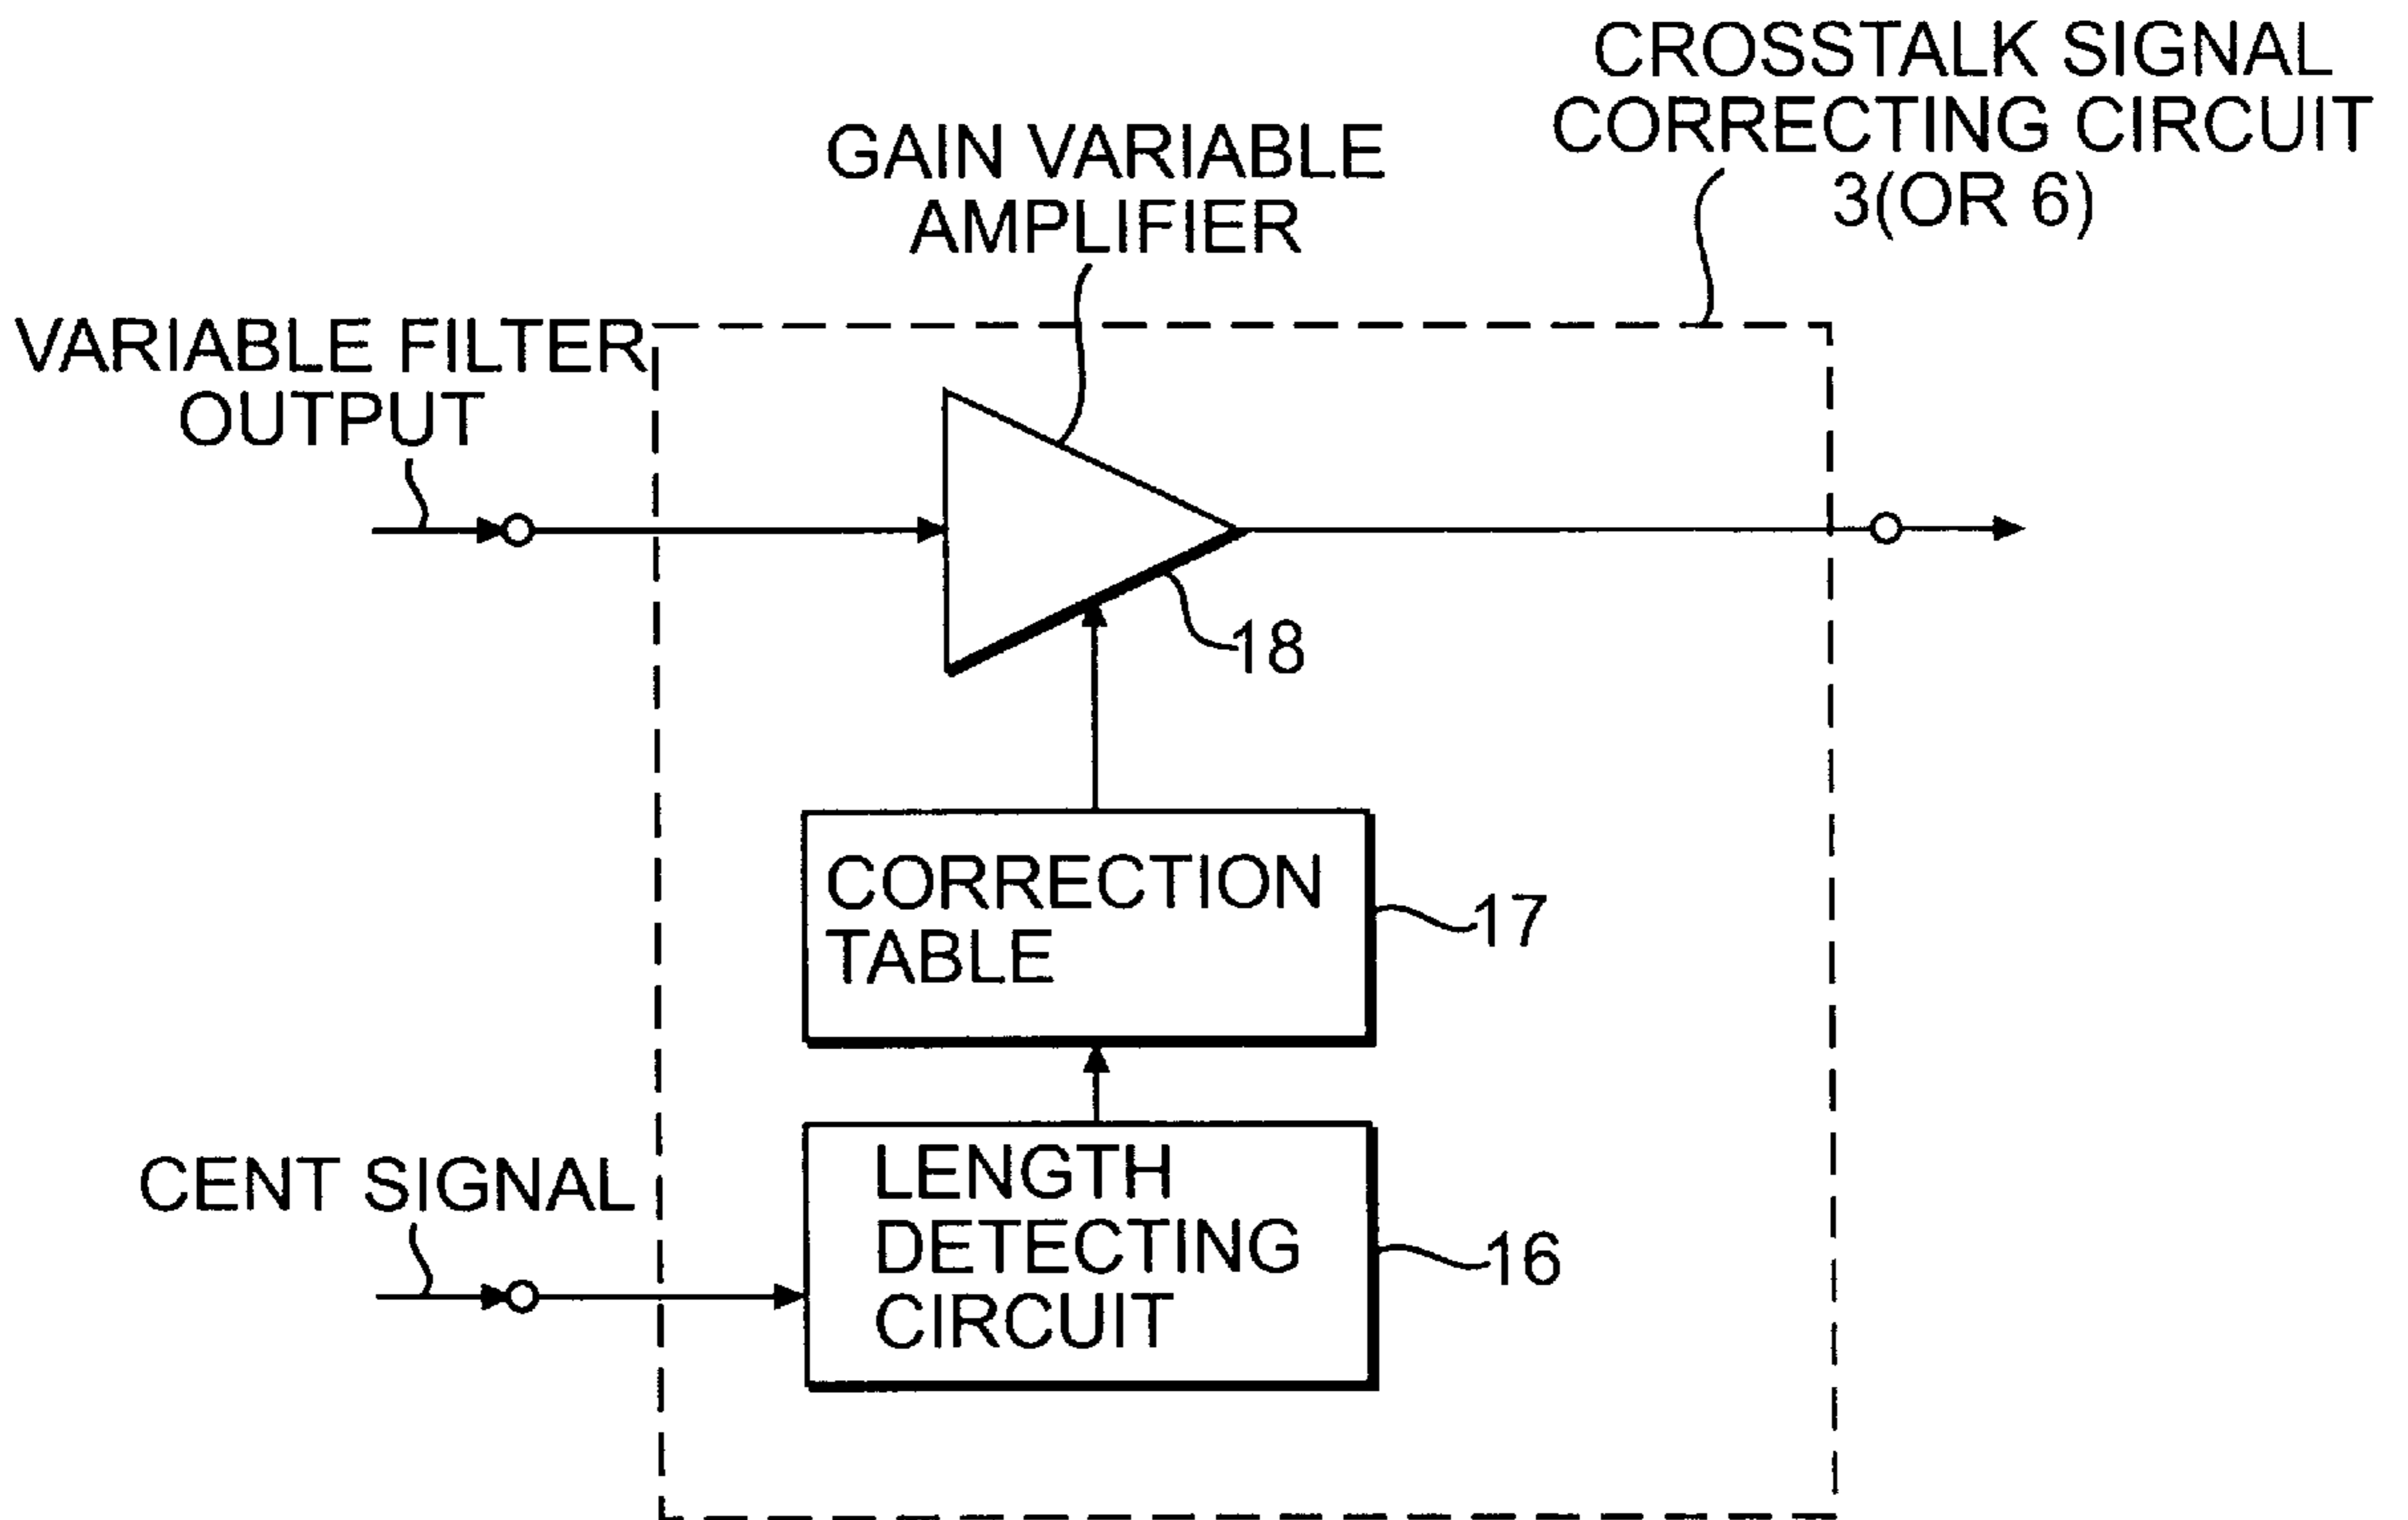 CROSSTALK SIGNAL
CORRECTING CIRCUIT
3(OR 6)
GAIN VARIABLE
AMPLIFIER
VARIABLE FILTER
OUTPUT
18
CORRECTION
TABLE
17
CENT SIGNAL
LENGTH
DETECTING
CIRCUIT
16